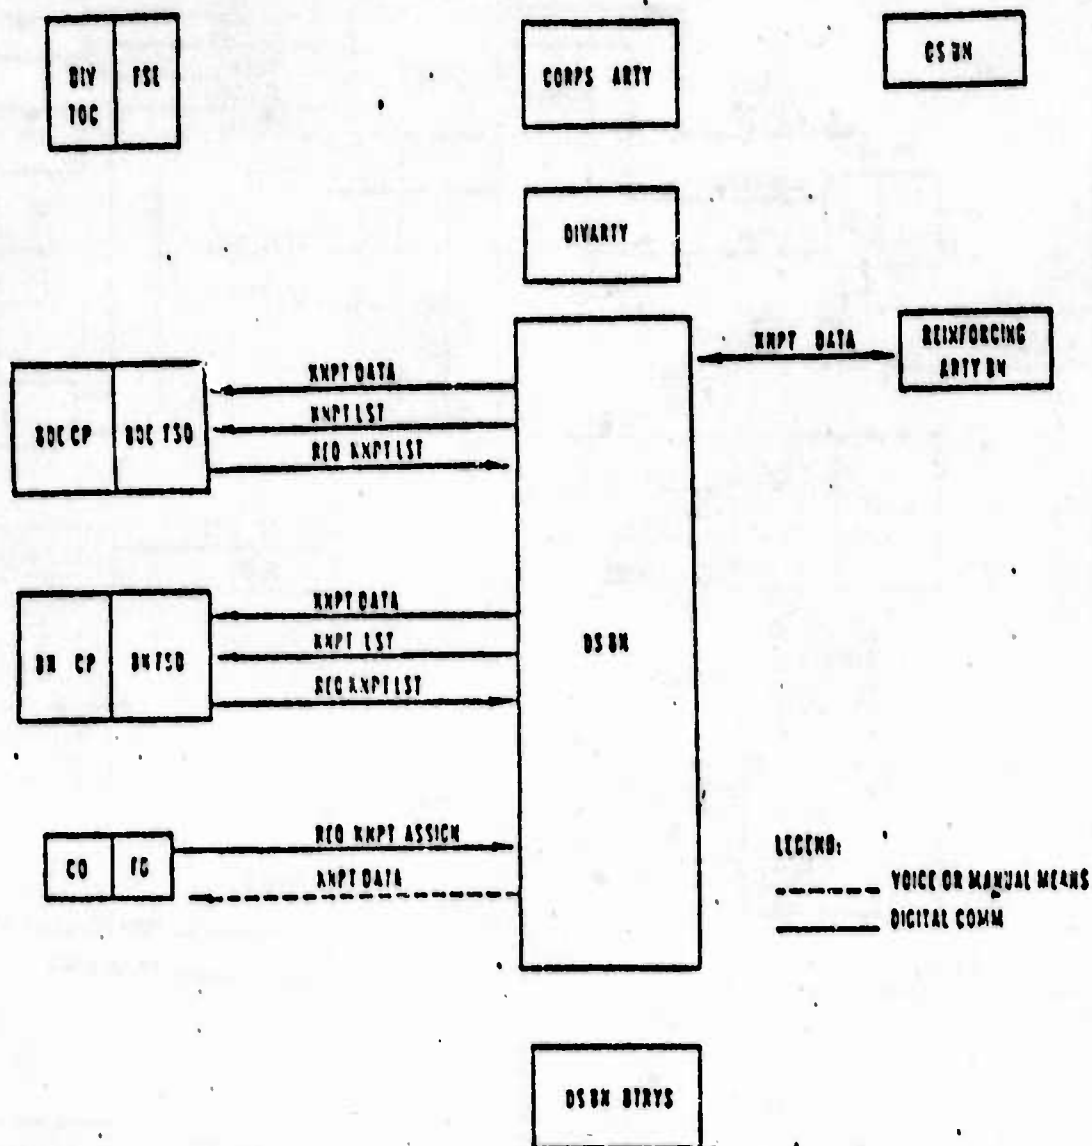 DIV FSE
TOC
CORPS ARTY
GS BN
DIVARTY
REINFORCING
ARTY BN
KNPT DATA
KNPT DATA
KNPT LST
REQ KNPT LST
BDE CP BDE FSO
DS BN
KNPT DATA
KNPT LST
REQ KNPT LST
BN CP BN FSO
REQ KNPT ASSIGN
KNPT DATA
CO FO
LEGEND:
VOICE OR MANUAL MEANS
DIGITAL COMM
DS BN BTRYS